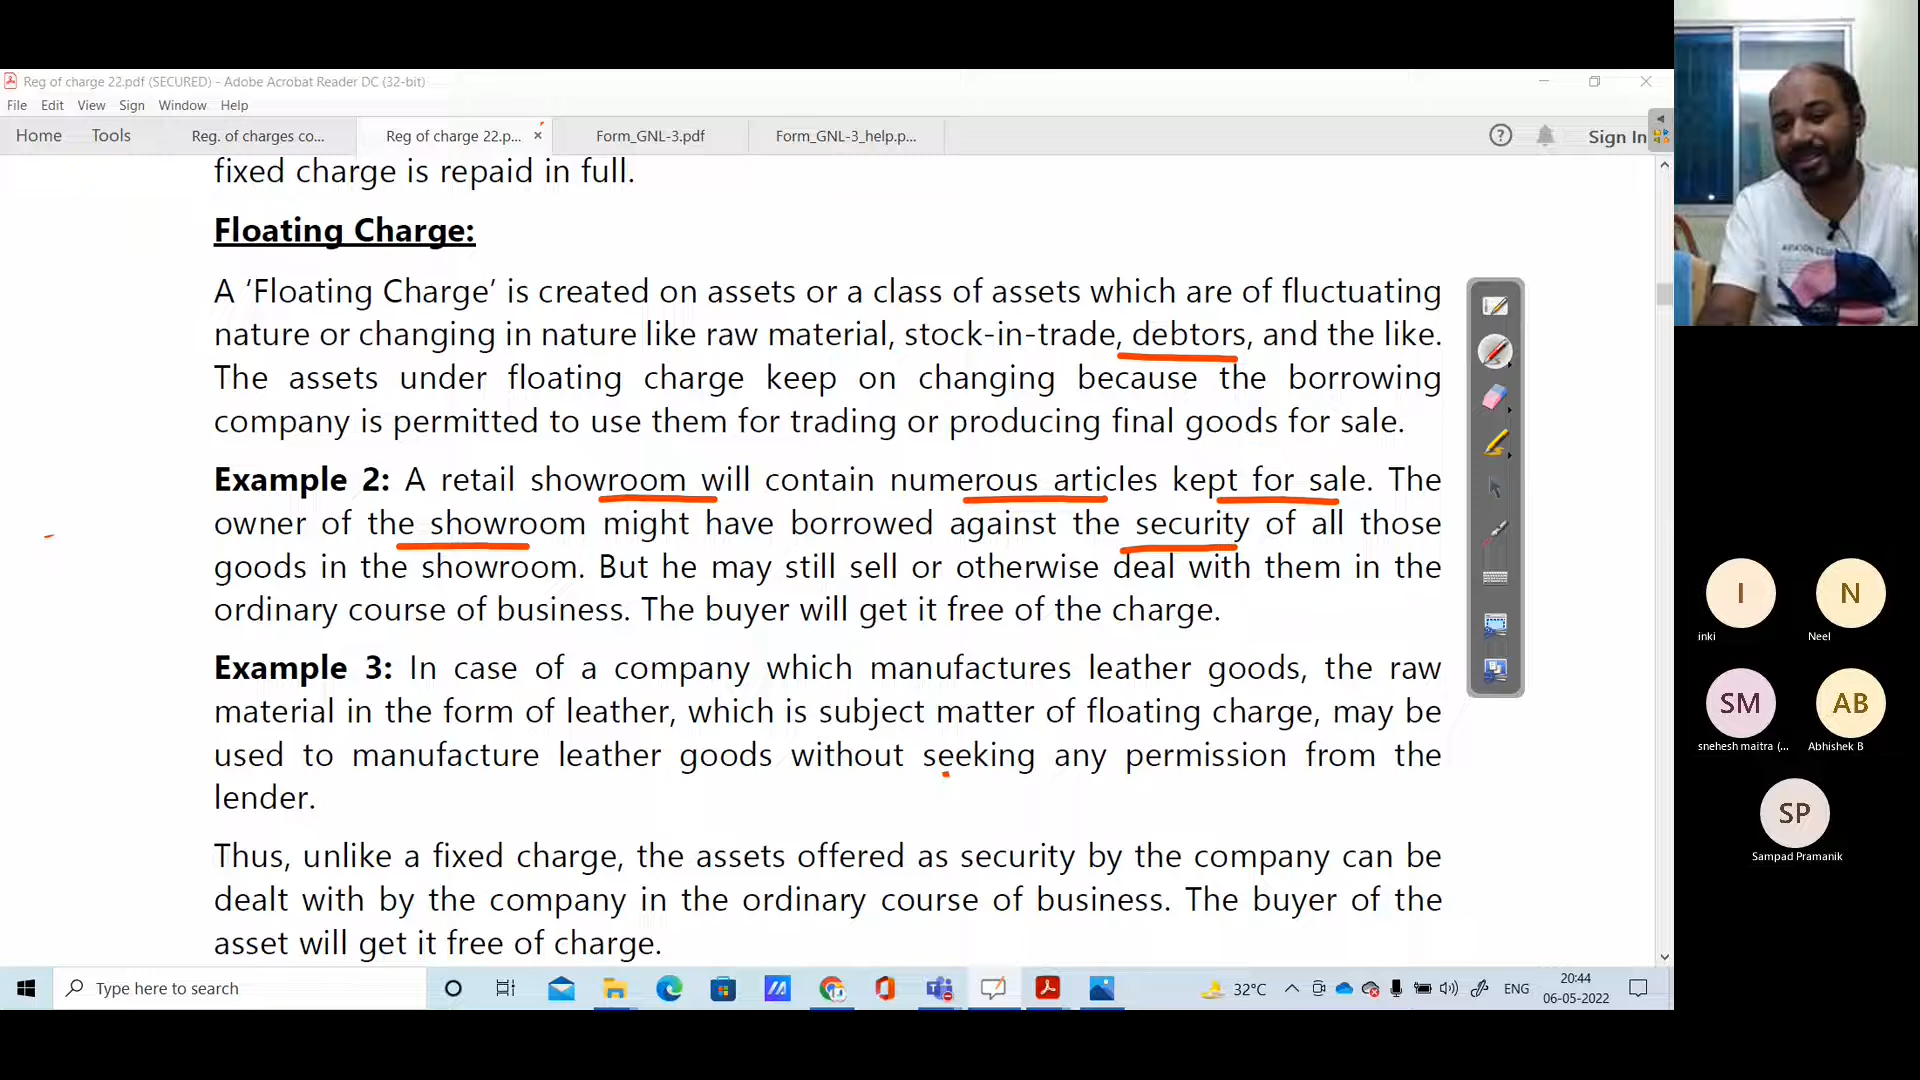 Reg of charge 22.pdf (SECURED) - Adobe Acrobat Reader DC (32-bit)
File Edit View Sign Window Help
Home Tools Reg. of charges co... Reg of charge 22.p... × Form_GNL-3.pdf Form_GNL-3_help.p... Sign In
fixed charge is repaid in full.
Floating Charge:
A ‘Floating Charge’ is created on assets or a class of assets which are of fluctuating
nature or changing in nature like raw material, stock-in-trade, debtors, and the like.
The assets under floating charge keep on changing because the borrowing
company is permitted to use them for trading or producing final goods for sale.
Example 2: A retail showroom will contain numerous articles kept for sale. The
owner of the showroom might have borrowed against the security of all those
goods in the showroom. But he may still sell or otherwise deal with them in the
ordinary course of business. The buyer will get it free of the charge.
Example 3: In case of a company which manufactures leather goods, the raw
material in the form of leather, which is subject matter of floating charge, may be
used to manufacture leather goods without seeking any permission from the
lender.
Thus, unlike a fixed charge, the assets offered as security by the company can be
dealt with by the company in the ordinary course of business. The buyer of the
asset will get it free of charge.
I N
inki Neel
SM AB
snehesh maitra (... Abhishek B
SP
Sampad Pramanik
Type here to search
32°C ENG
20:44
06-05-2022